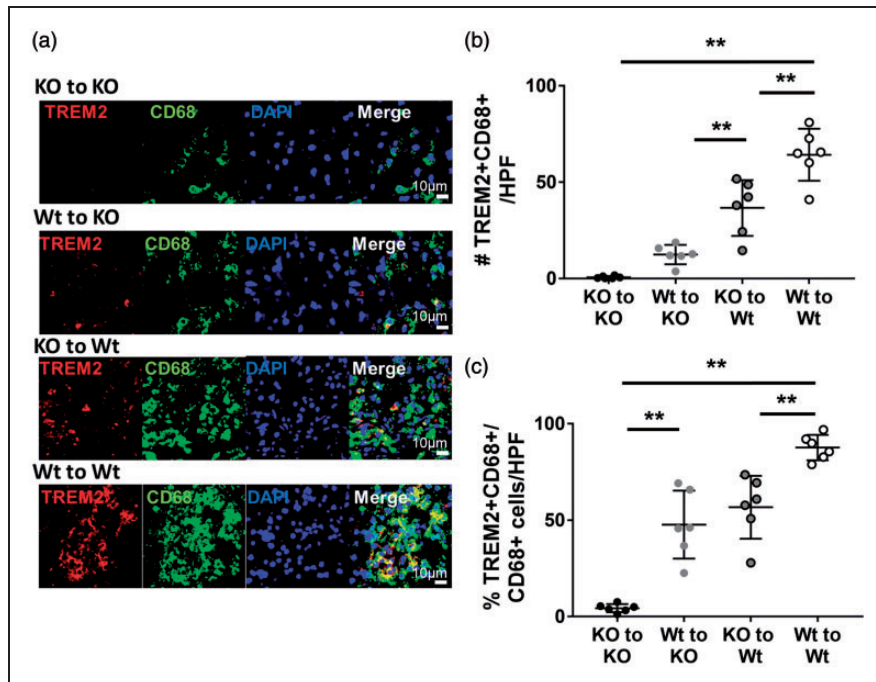 (a)
KO to KO
TREM2 CD68 DAPI Merge
10µm
Wt to KO
TREM2 CD68 DAPI Merge
10µm
KO to Wt
TREM2 CD68 DAPI Merge
10µm
Wt to Wt
TREM2 CD68 DAPI Merge
10µm
(b)
**
**
**
100
50
0
# TREM2+CD68+
/HPF
KO to Wt to KO to Wt to
KO KO Wt Wt
(c)
**
**
**
100
50
0
% TREM2+CD68+/
CD68+ cells/HPF
KO to Wt to KO to Wt to
KO KO Wt Wt